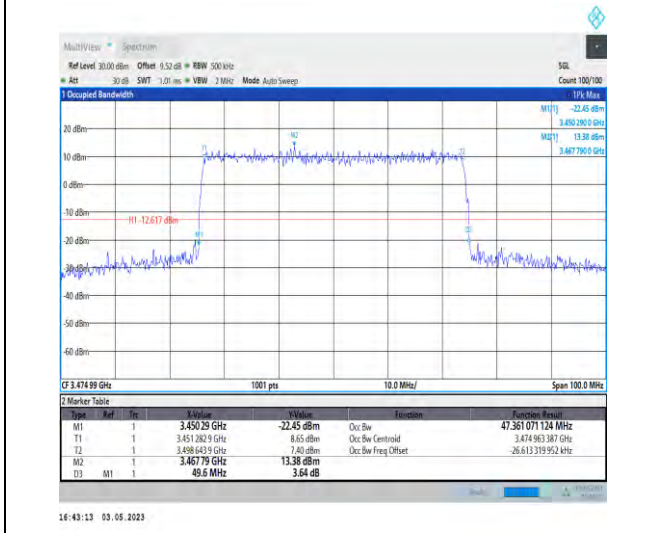 MultiView Spectrum
Ref Level 30.00 dBm Offset 9.52 dB RBW 500 kHz SGL
Att 30 dB SWT 1.01 ms VBW 2 MHz Mode Auto Sweep Count 100/100
1 Occupied Bandwidth 1Pk Max
M1[1] -22.45 dBm
3.450 290 0 GHz
M2[1] 13.38 dBm
3.467 790 0 GHz
20 dBm
M2
T1
T2
10 dBm
0 dBm
-10 dBm
H1 -12.617 dBm
M1
D3
-20 dBm
-30 dBm
-40 dBm
-50 dBm
-60 dBm
CF 3.474 99 GHz 1001 pts 10.0 MHz/ Span 100.0 MHz
2 Marker Table
Type Ref Trc X-Value Y-Value Function Function Result
M1 1 3.450 29 GHz -22.45 dBm Occ Bw 47.361 071 124 MHz
T1 1 3.451 282 9 GHz 8.65 dBm Occ Bw Centroid 3.474 963 387 GHz
T2 1 3.498 643 9 GHz 7.40 dBm Occ Bw Freq Offset -26.613 319 952 kHz
M2 1 3.467 79 GHz 13.38 dBm
D3 M1 1 49.6 MHz 3.64 dB
16:43:13 03.05.2023